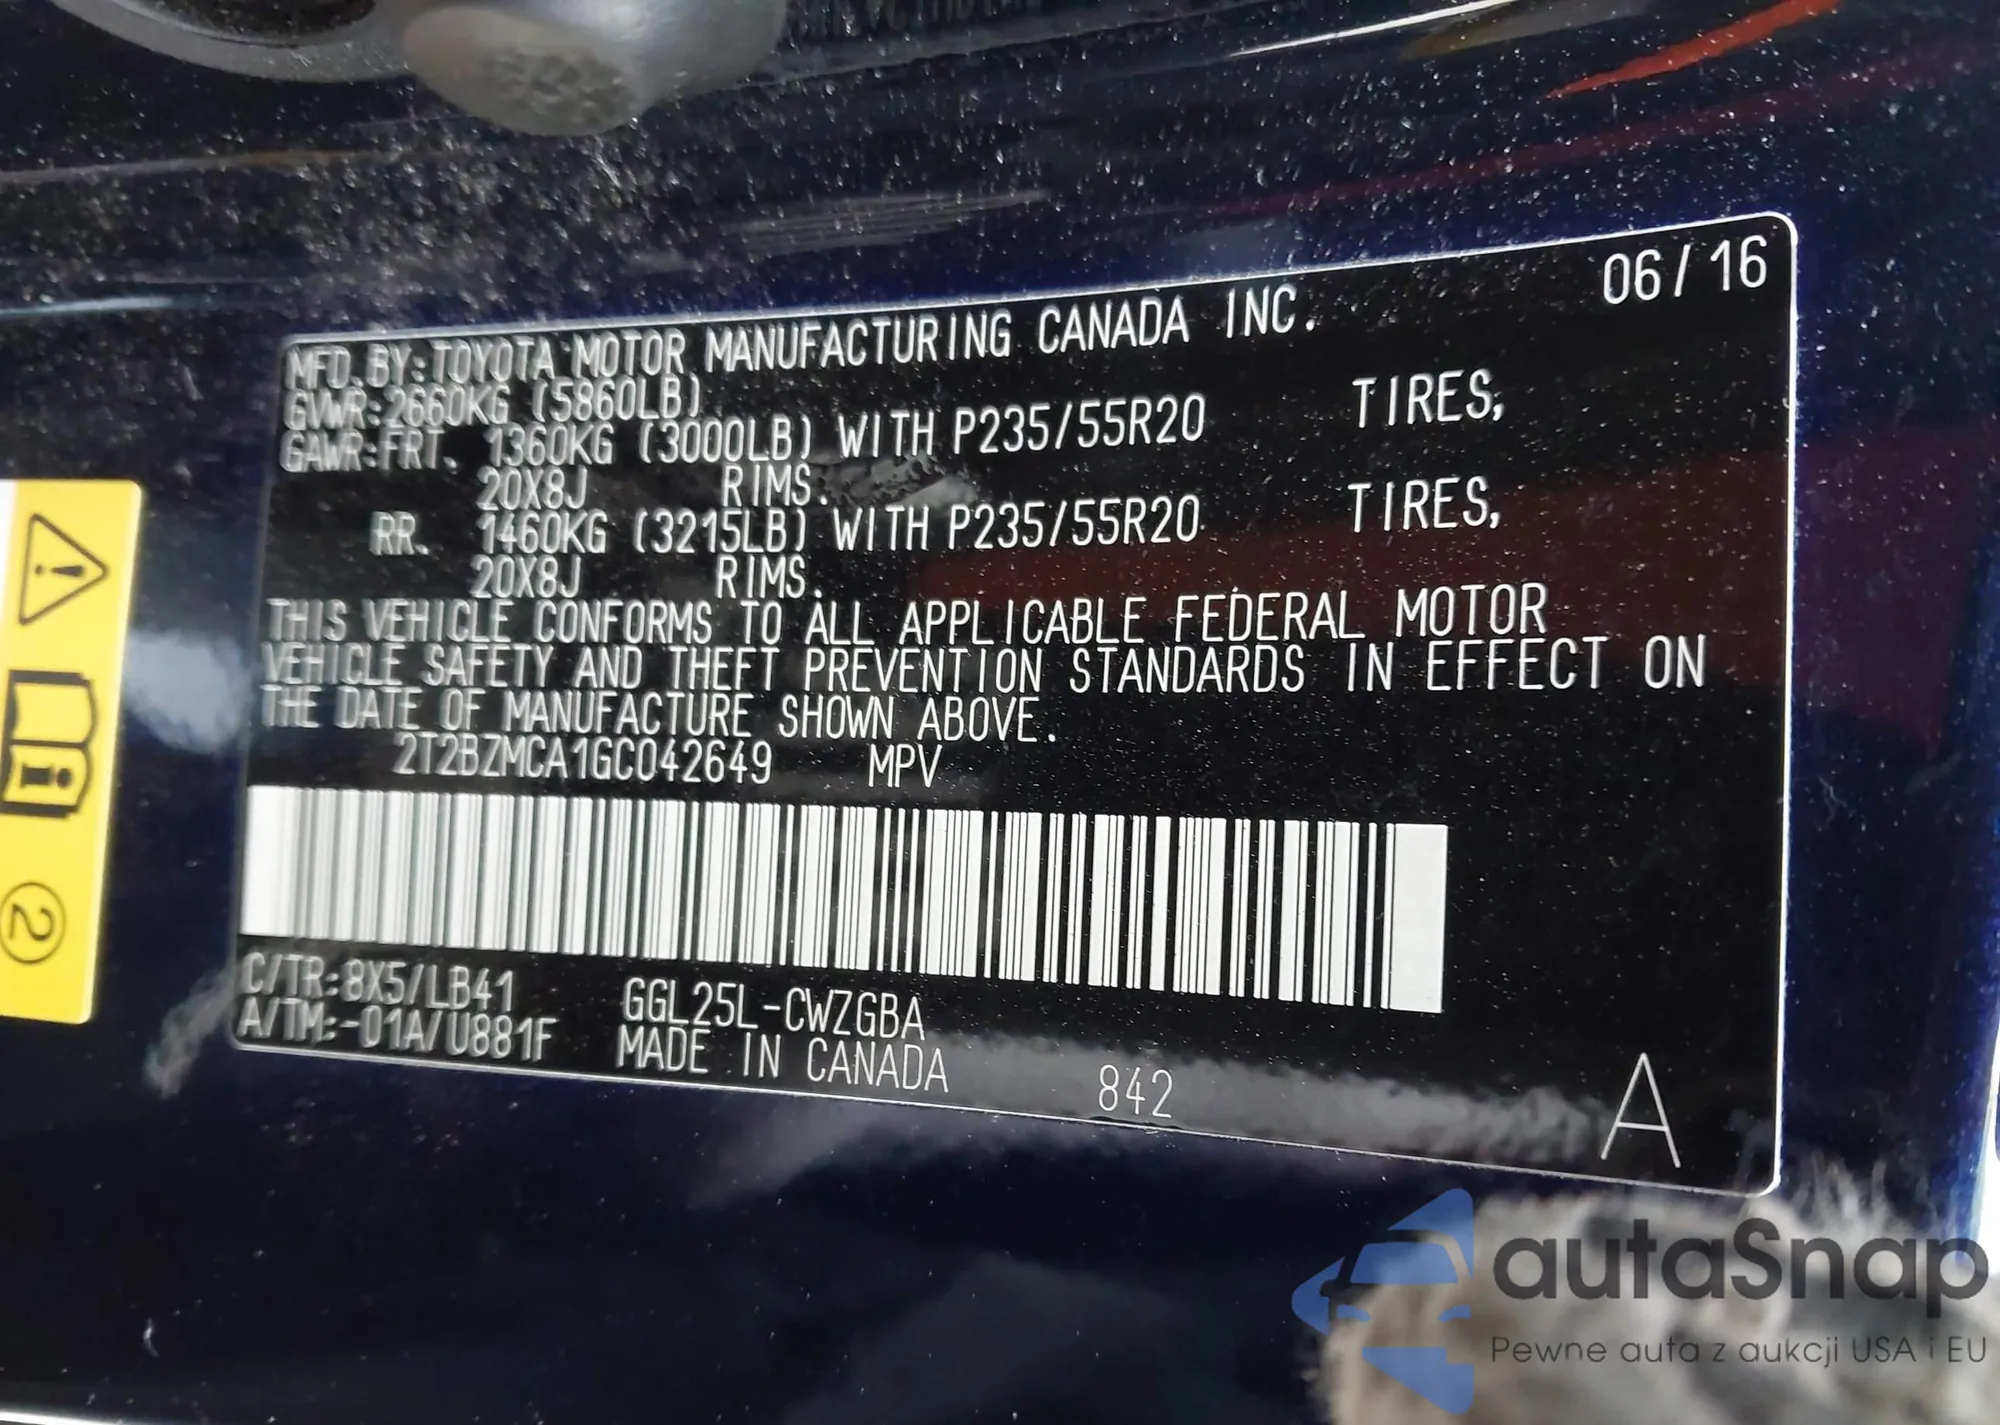 06/16
MFD. BY: TOYOTA MOTOR MANUFACTURING CANADA INC.
GVWR: 2660KG (5860LB)
GAWR: FRT. 1360KG (3000LB) WITH P235/55R20 TIRES,
20X8J RIMS.
RR. 1460KG (3215LB) WITH P235/55R20 TIRES,
20X8J RIMS.
THIS VEHICLE CONFORMS TO ALL APPLICABLE FEDERAL MOTOR
VEHICLE SAFETY AND THEFT PREVENTION STANDARDS IN EFFECT ON
THE DATE OF MANUFACTURE SHOWN ABOVE.
2T2BZMCA1GC042649 MPV
C/TR: 8X5/LB41 GGL25L-CWZGBA
A/TM: -01A/U881F MADE IN CANADA 842 A
i
2
autaSnap
Pewne auta z aukcji USA i EU